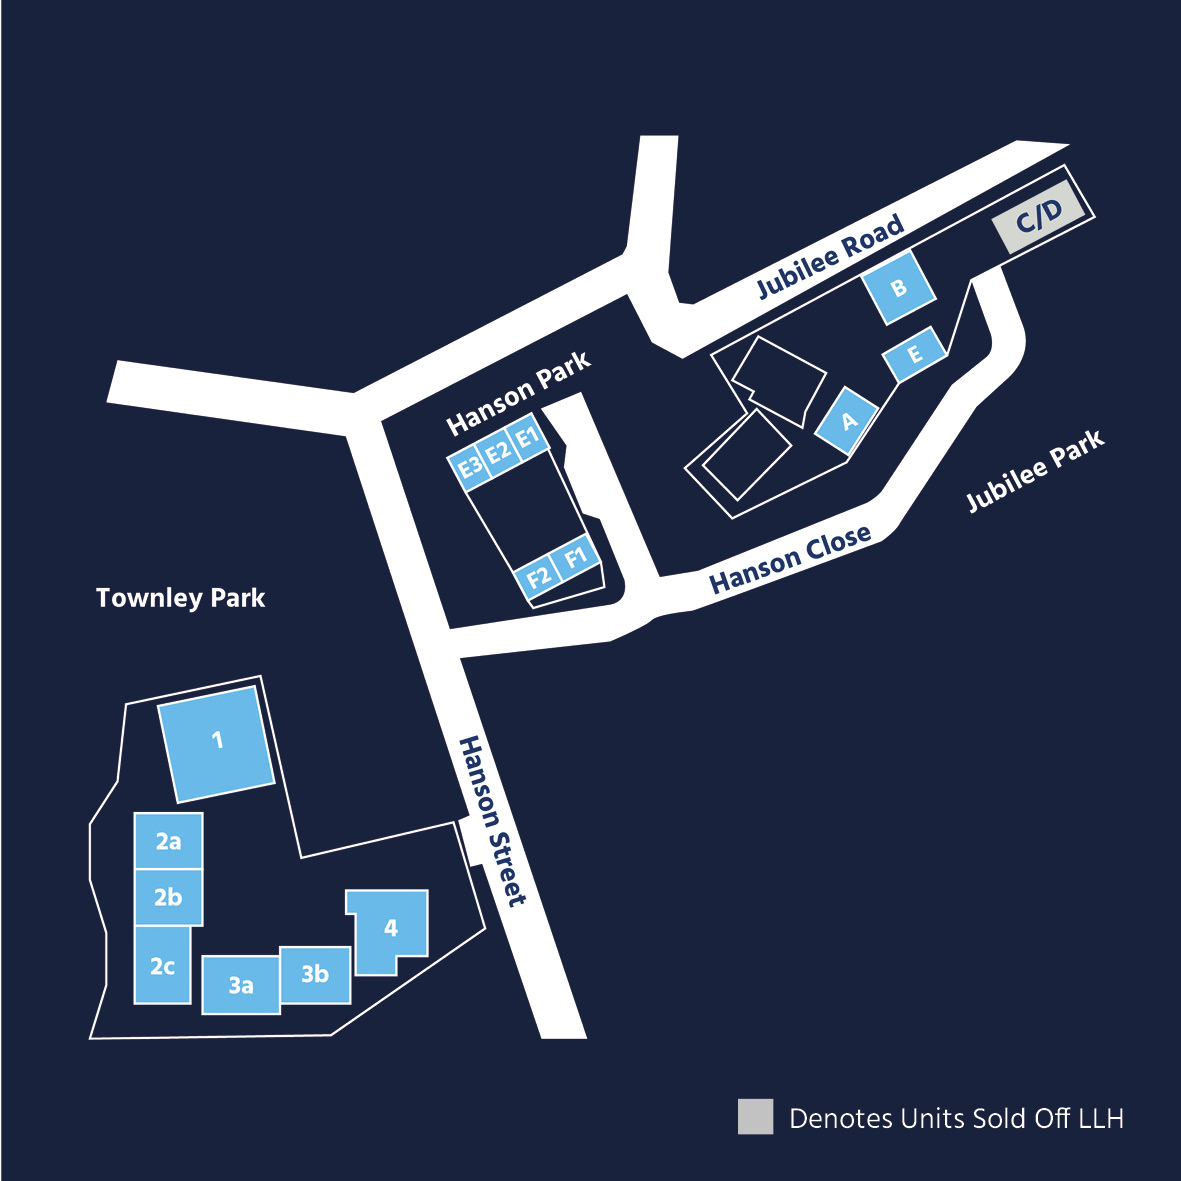 C/D
Jubilee Road
B
E
A
Hanson Park
E3
E2
E1
F2
F1
Jubilee Park
Hanson Close
Townley Park
1
2a
2b
2c
3a
3b
4
Hanson Street
Denotes Units Sold Off LLH